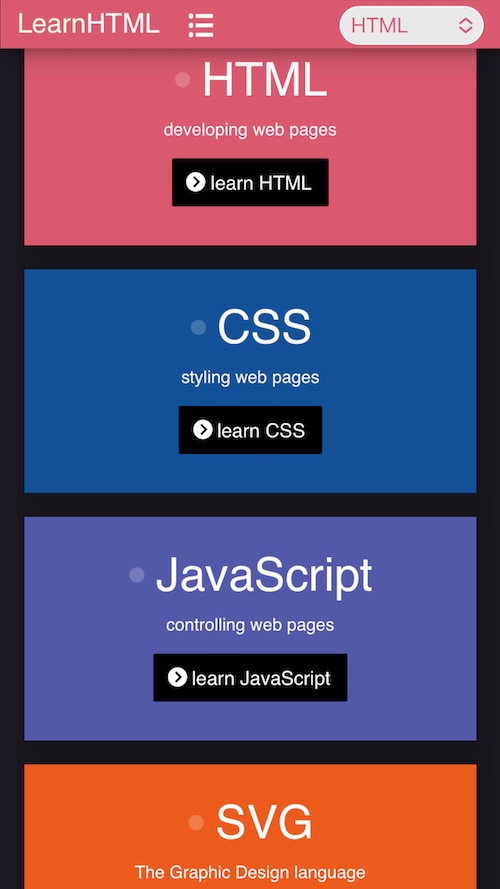 LearnHTML HTML
HTML
developing web pages
learn HTML
CSS
styling web pages
learn CSS
JavaScript
controlling web pages
learn JavaScript
SVG
The Graphic Design language